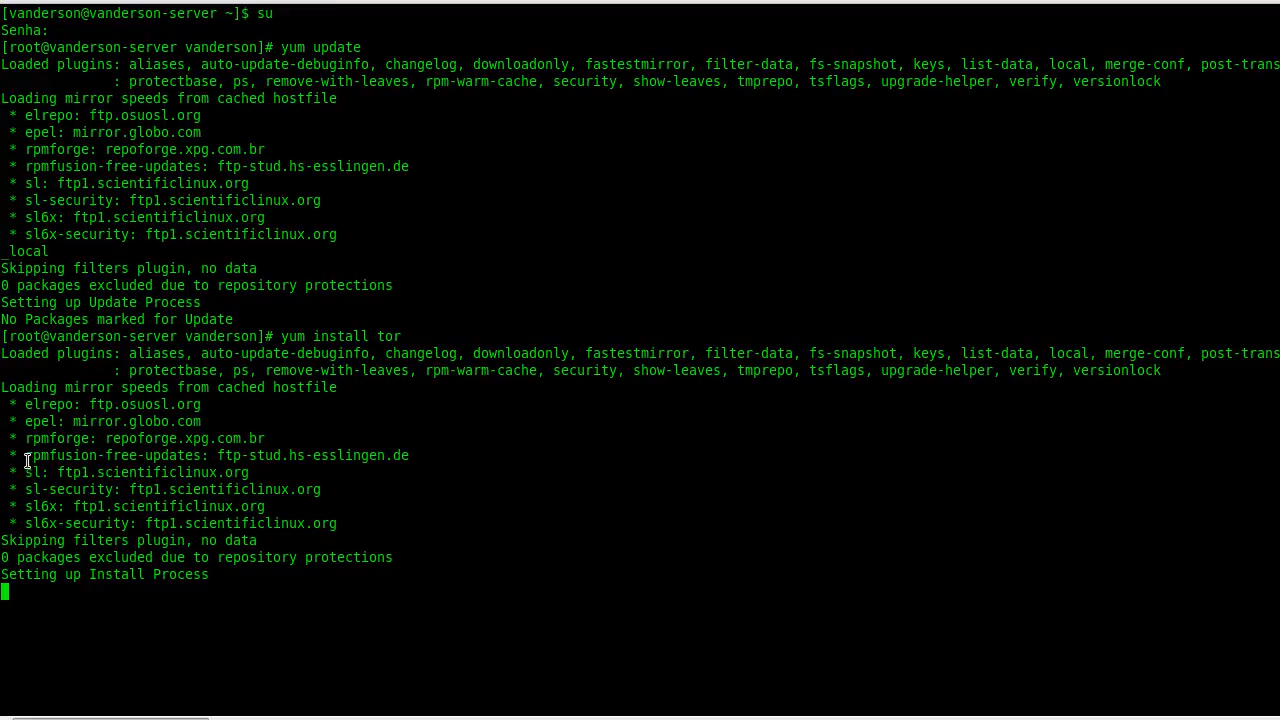 [vanderson@vanderson-server ~]$ su
Senha:
[root@vanderson-server vanderson]# yum update
Loaded plugins: aliases, auto-update-debuginfo, changelog, downloadonly, fastestmirror, filter-data, fs-snapshot, keys, list-data, local, merge-conf, post-trans
              : protectbase, ps, remove-with-leaves, rpm-warm-cache, security, show-leaves, tmprepo, tsflags, upgrade-helper, verify, versionlock
Loading mirror speeds from cached hostfile
 * elrepo: ftp.osuosl.org
 * epel: mirror.globo.com
 * rpmforge: repoforge.xpg.com.br
 * rpmfusion-free-updates: ftp-stud.hs-esslingen.de
 * sl: ftp1.scientificlinux.org
 * sl-security: ftp1.scientificlinux.org
 * sl6x: ftp1.scientificlinux.org
 * sl6x-security: ftp1.scientificlinux.org
_local
Skipping filters plugin, no data
0 packages excluded due to repository protections
Setting up Update Process
No Packages marked for Update
[root@vanderson-server vanderson]# yum install tor
Loaded plugins: aliases, auto-update-debuginfo, changelog, downloadonly, fastestmirror, filter-data, fs-snapshot, keys, list-data, local, merge-conf, post-trans
              : protectbase, ps, remove-with-leaves, rpm-warm-cache, security, show-leaves, tmprepo, tsflags, upgrade-helper, verify, versionlock
Loading mirror speeds from cached hostfile
 * elrepo: ftp.osuosl.org
 * epel: mirror.globo.com
 * rpmforge: repoforge.xpg.com.br
 * rpmfusion-free-updates: ftp-stud.hs-esslingen.de
 * sl: ftp1.scientificlinux.org
 * sl-security: ftp1.scientificlinux.org
 * sl6x: ftp1.scientificlinux.org
 * sl6x-security: ftp1.scientificlinux.org
Skipping filters plugin, no data
0 packages excluded due to repository protections
Setting up Install Process